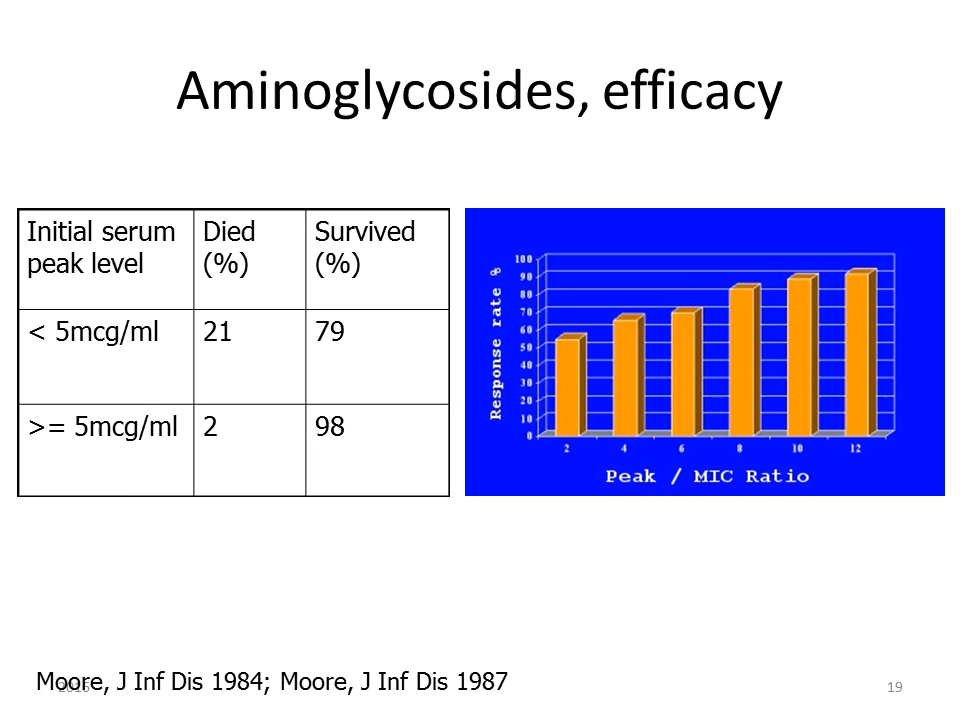 Aminoglycosides, efficacy
Initial serum peak level
Died (%)
Survived (%)
< 5mcg/ml
21
79
>= 5mcg/ml
2
98
Response rate %
100
90
80
70
60
50
40
30
20
10
0
2 4 6 8 10 12
Peak / MIC Ratio
Moore, J Inf Dis 1984; Moore, J Inf Dis 1987
19